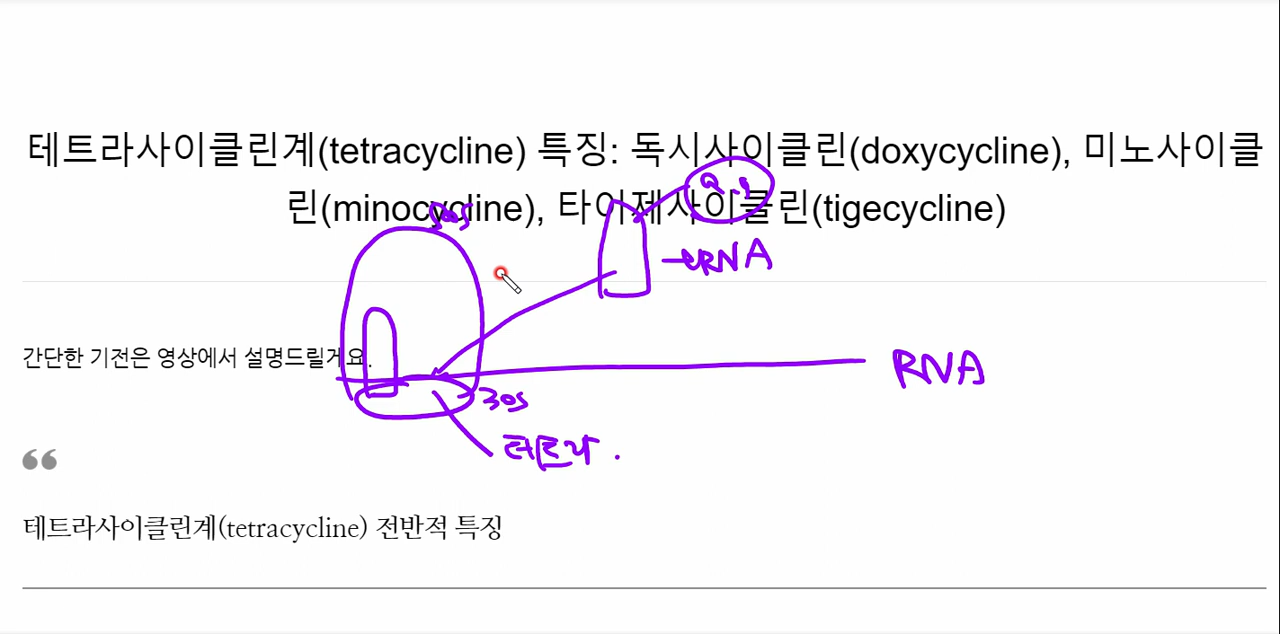 테트라사이클린계(tetracycline) 특징: 독시사이클린(doxycycline), 미노사이클
린(minocycline), 타이제사이클린(tigecycline)
a.a
50s
tRNA
간단한 기전은 영상에서 설명드릴게요.
RNA
30s
테트라.
““
테트라사이클린계(tetracycline) 전반적 특징